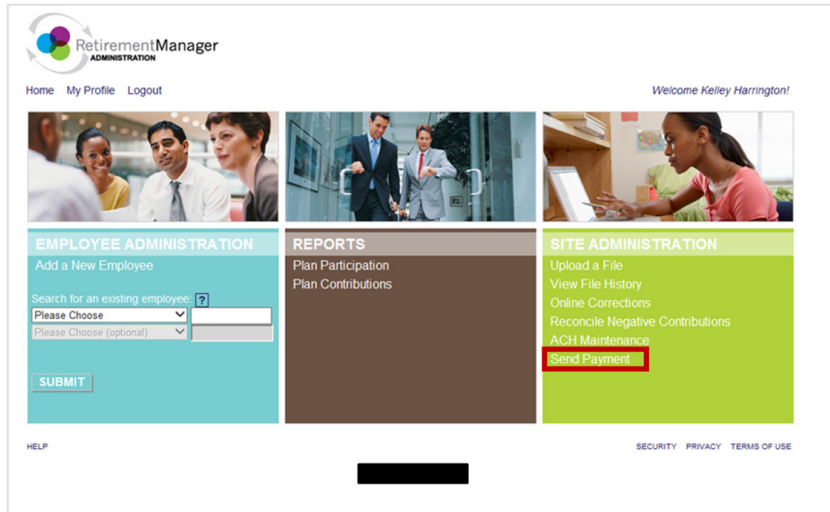 RetirementManager
ADMINISTRATION
Home My Profile Logout
Welcome Kelley Harrington!
EMPLOYEE ADMINISTRATION
Add a New Employee
Search for an existing employee: ?
Please Choose
Please Choose (optional)
SUBMIT
REPORTS
Plan Participation
Plan Contributions
SITE ADMINISTRATION
Upload a File
View File History
Online Corrections
Reconcile Negative Contributions
ACH Maintenance
Send Payment
HELP
SECURITY PRIVACY TERMS OF USE